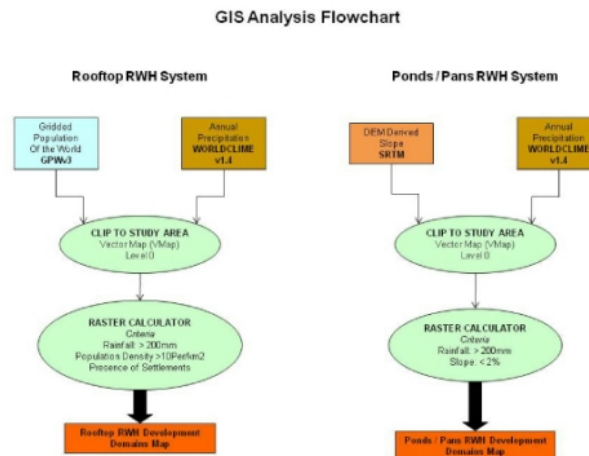 GIS Analysis Flowchart
Rooftop RWH System
Ponds / Pans RWH System
Gridded
Population
Of the World
GPWv3
Annual
Precipitation
WORLDCLIME
v1.4
DEM Derived
Slope
SRTM
Annual
Precipitation
WORLDCLIME
v1.4
CLIP TO STUDY AREA
Vector Map (VMap)
Level 0
CLIP TO STUDY AREA
Vector Map (VMap)
Level 0
RASTER CALCULATOR
Criteria
Rainfall: > 200mm
Population Density >10Per/km2
Presence of Settlements
RASTER CALCULATOR
Criteria
Rainfall: > 200mm
Slope: < 2%
Rooftop RWH Development
Domains Map
Ponds / Pans RWH Development
Domains Map